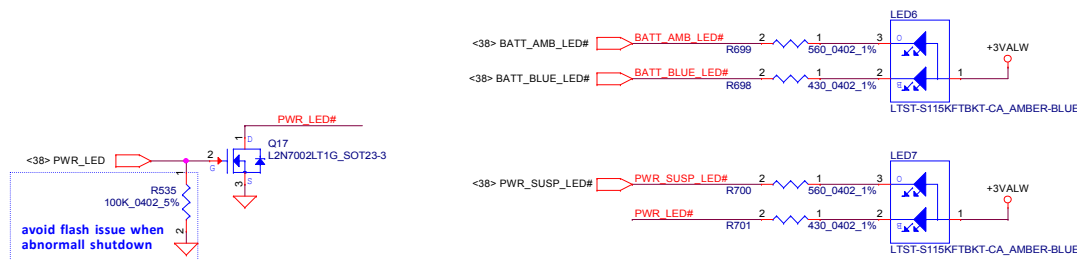 LED6
<38> BATT_AMB_LED# BATT_AMB_LED# 2 1 3 O +3VALW
R699 560_0402_1%
<38> BATT_BLUE_LED# BATT_BLUE_LED# 2 1 2 B 1
R698 430_0402_1%
LTST-S115KFTBKT-CA_AMBER-BLUE
PWR_LED#
1 D
Q17
L2N7002LT1G_SOT23-3
<38> PWR_LED 2 G
3 S
1
R535
100K_0402_5%
2
avoid flash issue when
abnormall shutdown
LED7
<38> PWR_SUSP_LED# PWR_SUSP_LED# 2 1 3 O +3VALW
R700 560_0402_1%
PWR_LED# 2 1 2 B 1
R701 430_0402_1%
LTST-S115KFTBKT-CA_AMBER-BLUE